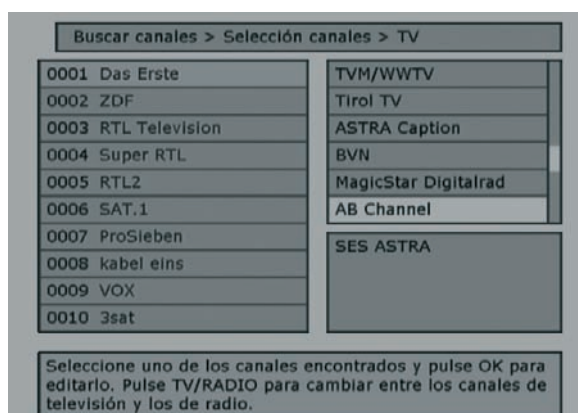 Buscar canales > Selección canales > TV
0001 Das Erste
0002 ZDF
0003 RTL Television
0004 Super RTL
0005 RTL2
0006 SAT.1
0007 ProSieben
0008 kabel eins
0009 VOX
0010 3sat
TVM/WWTV
Tirol TV
ASTRA Caption
BVN
MagicStar Digitalrad
AB Channel
SES ASTRA
Seleccione uno de los canales encontrados y pulse OK para
editarlo. Pulse TV/RADIO para cambiar entre los canales de
televisión y los de radio.